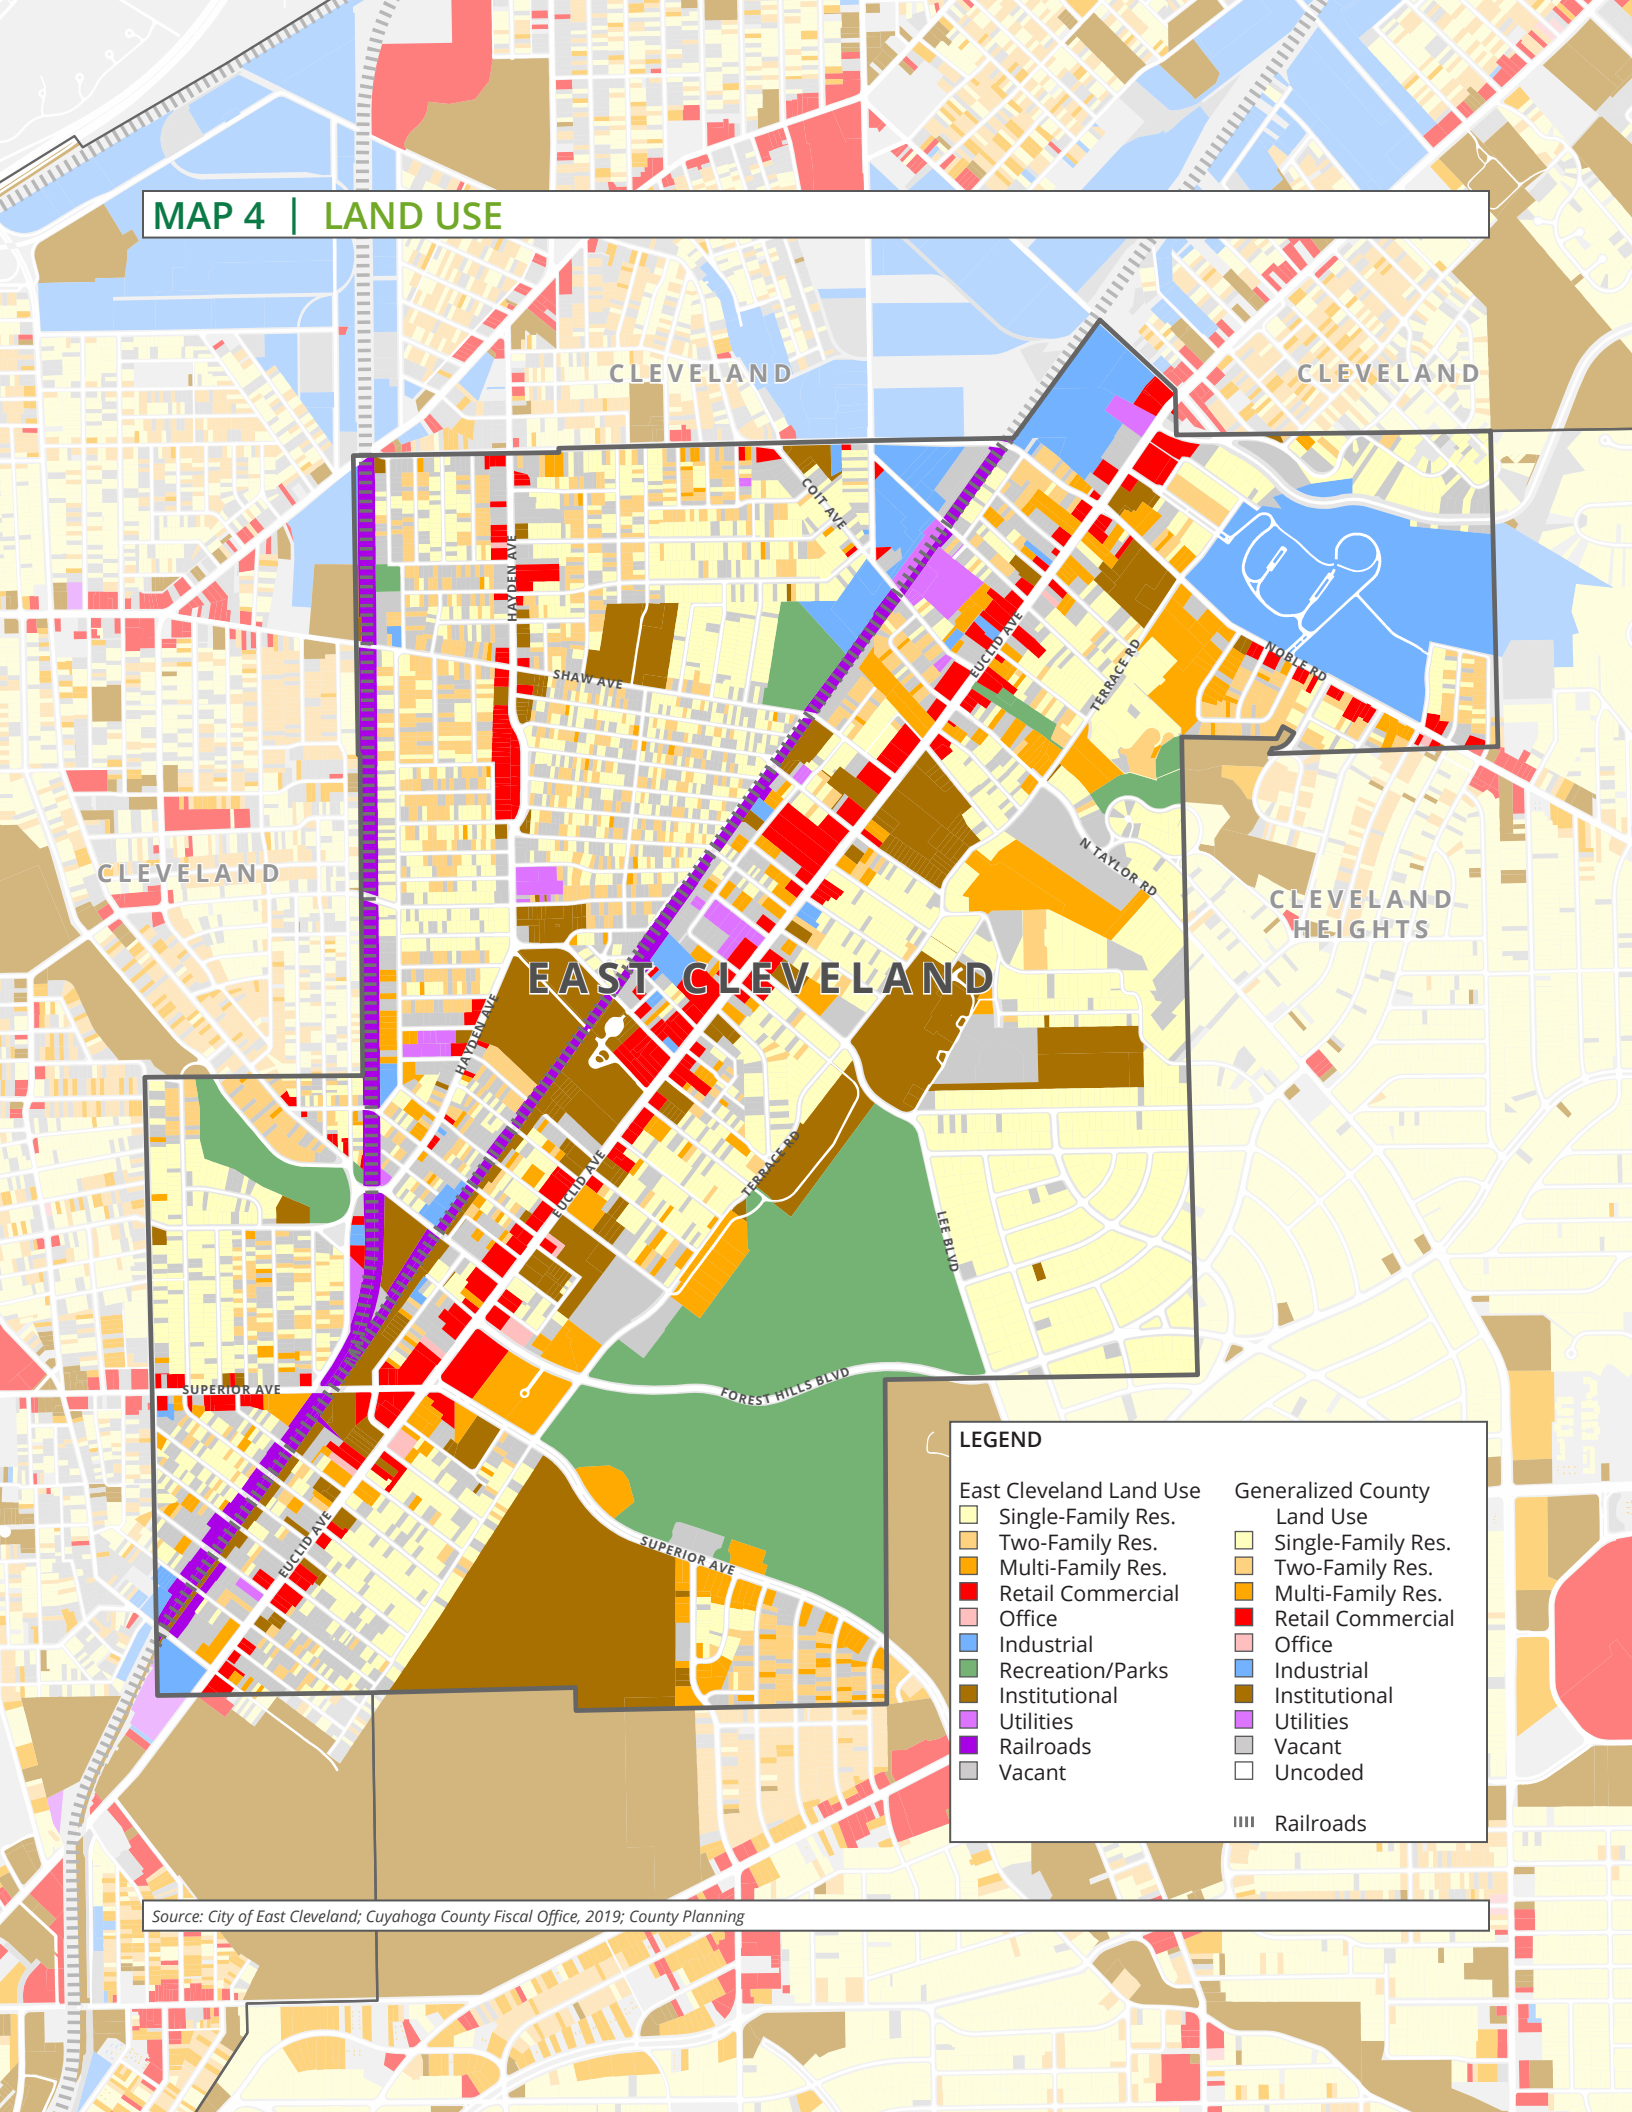 MAP 4 | LAND USE
CLEVELAND
CLEVELAND
COIT AVE
HAYDEN AVE
EUCLID AVE
NOBLE RD
SHAW AVE
TERRACE RD
CLEVELAND
N TAYLOR RD
CLEVELAND
HEIGHTS
EAST CLEVELAND
HAYDEN AVE
TERRACE RD
EUCLID AVE
LEE BLVD
FOREST HILLS BLVD
SUPERIOR AVE
EUCLID AVE
SUPERIOR AVE
LEGEND
East Cleveland Land Use
Single-Family Res.
Two-Family Res.
Multi-Family Res.
Retail Commercial
Office
Industrial
Recreation/Parks
Institutional
Utilities
Railroads
Vacant
Generalized County
Land Use
Single-Family Res.
Two-Family Res.
Multi-Family Res.
Retail Commercial
Office
Industrial
Institutional
Utilities
Vacant
Uncoded
Railroads
Source: City of East Cleveland; Cuyahoga County Fiscal Office, 2019; County Planning